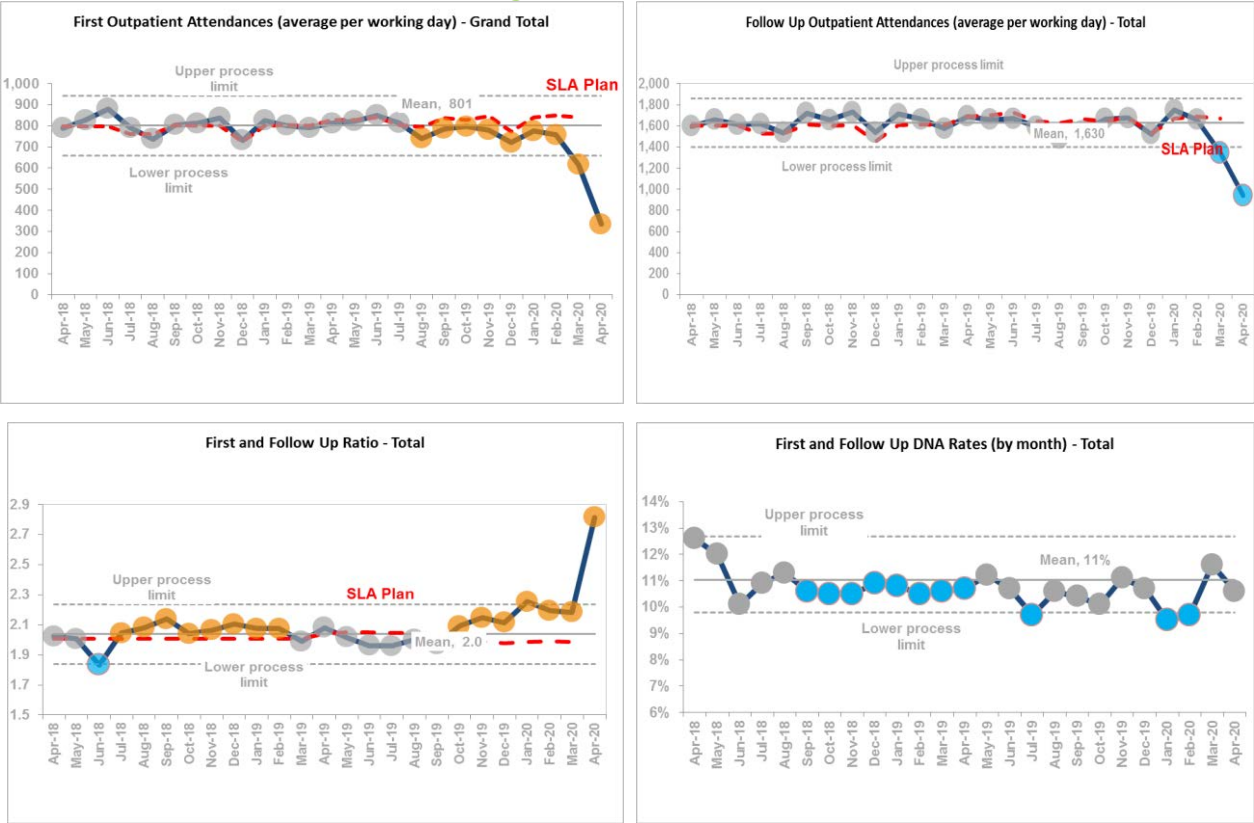 First Outpatient Attendances (average per working day) - Grand Total
Upper process
limit
SLA Plan
Mean, 801
Lower process
limit
1,000
900
800
700
600
500
400
300
200
100
0
Apr-18
May-18
Jun-18
Jul-18
Aug-18
Sep-18
Oct-18
Nov-18
Dec-18
Jan-19
Feb-19
Mar-19
Apr-19
May-19
Jun-19
Jul-19
Aug-19
Sep-19
Oct-19
Nov-19
Dec-19
Jan-20
Feb-20
Mar-20
Apr-20
Follow Up Outpatient Attendances (average per working day) - Total
Upper process limit
Mean, 1,630
SLA Plan
Lower process limit
2,000
1,800
1,600
1,400
1,200
1,000
800
600
400
200
0
Apr-18
May-18
Jun-18
Jul-18
Aug-18
Sep-18
Oct-18
Nov-18
Dec-18
Jan-19
Feb-19
Mar-19
Apr-19
May-19
Jun-19
Jul-19
Aug-19
Sep-19
Oct-19
Nov-19
Dec-19
Jan-20
Feb-20
Mar-20
Apr-20
First and Follow Up Ratio - Total
Upper process
limit
SLA Plan
Mean, 2.0
Lower process
limit
2.9
2.7
2.5
2.3
2.1
1.9
1.7
1.5
Apr-18
May-18
Jun-18
Jul-18
Aug-18
Sep-18
Oct-18
Nov-18
Dec-18
Jan-19
Feb-19
Mar-19
Apr-19
May-19
Jun-19
Jul-19
Aug-19
Sep-19
Oct-19
Nov-19
Dec-19
Jan-20
Feb-20
Mar-20
Apr-20
First and Follow Up DNA Rates (by month) - Total
Upper process
limit
Mean, 11%
Lower process
limit
14%
13%
12%
11%
10%
9%
8%
7%
6%
Apr-18
May-18
Jun-18
Jul-18
Aug-18
Sep-18
Oct-18
Nov-18
Dec-18
Jan-19
Feb-19
Mar-19
Apr-19
May-19
Jun-19
Jul-19
Aug-19
Sep-19
Oct-19
Nov-19
Dec-19
Jan-20
Feb-20
Mar-20
Apr-20